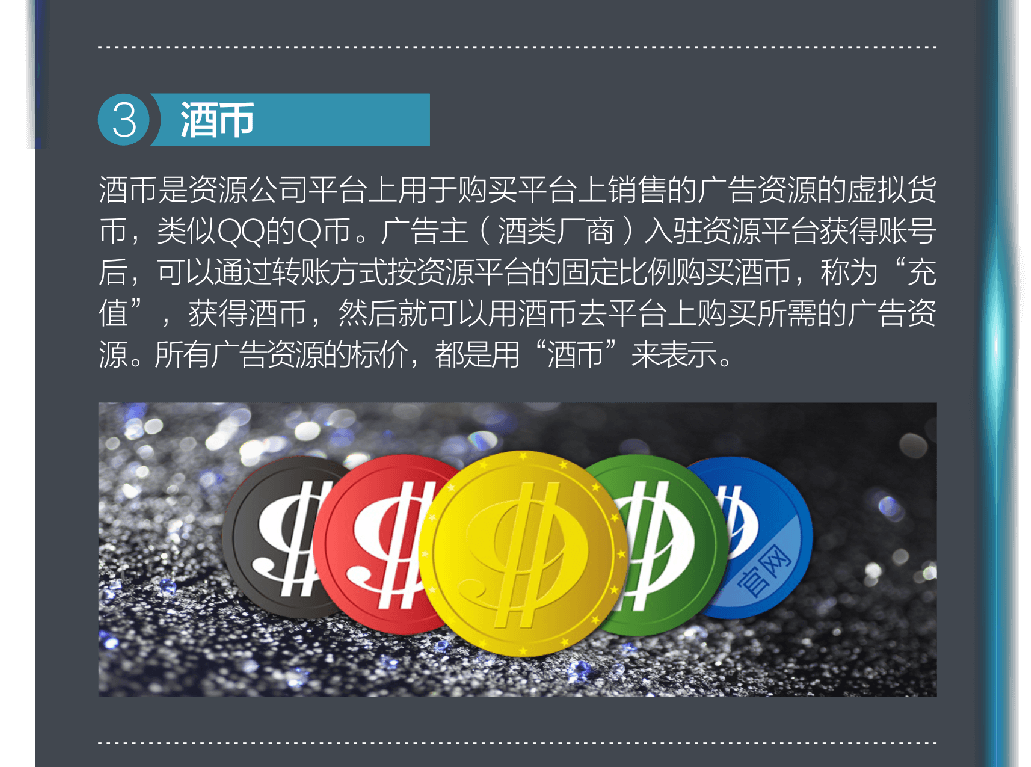 3 酒币
酒币是资源公司平台上用于购买平台上销售的广告资源的虚拟货
币，类似QQ的Q币。广告主（酒类厂商）入驻资源平台获得账号
后，可以通过转账方式按资源平台的固定比例购买酒币，称为“充
值”，获得酒币，然后就可以用酒币去平台上购买所需的广告资
源。所有广告资源的标价，都是用“酒币”来表示。
官网